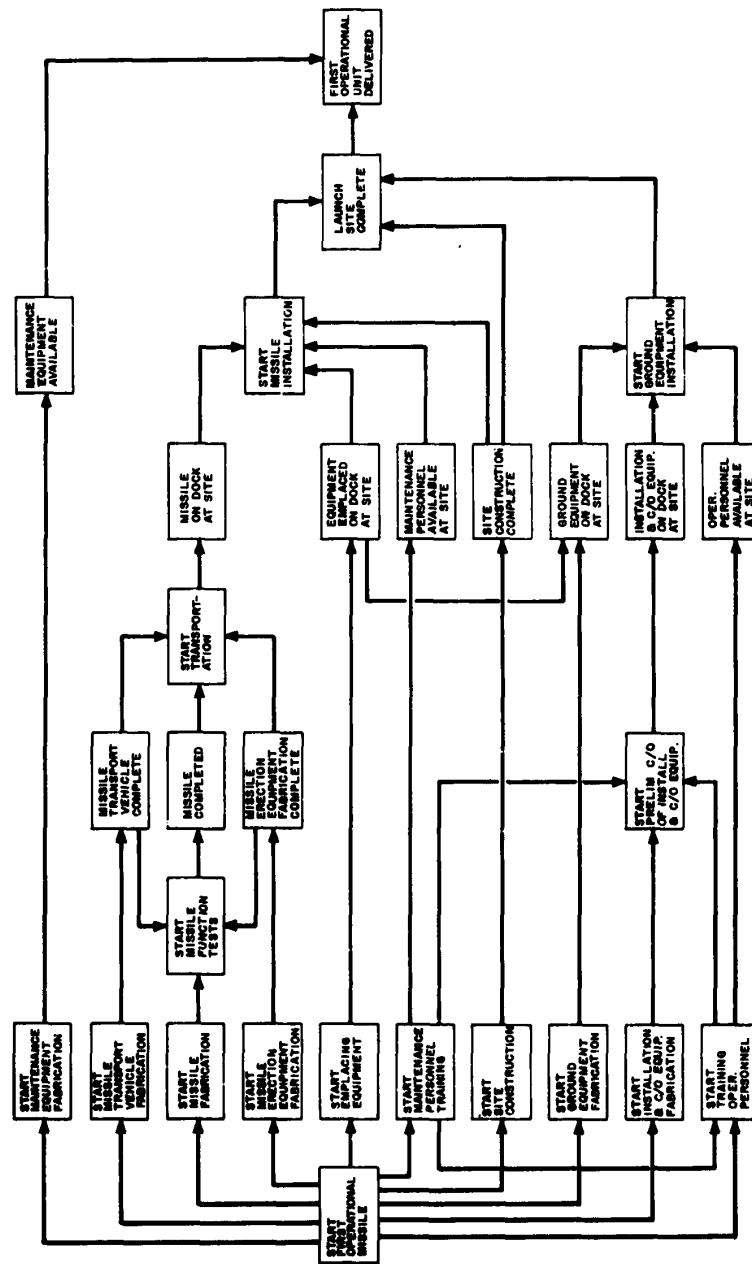 START
FIRST
OPERATIONAL
MISSILE
START
MAINTENANCE
EQUIPMENT
FABRICATION
START
MISSILE
TRANSPORT
VEHICLE
FABRICATION
START
MISSILE
FABRICATION
START
MISSILE
ERECTION
EQUIPMENT
FABRICATION
START
EMPLACING
EQUIPMENT
START
MAINTENANCE
PERSONNEL
TRAINING
START
SITE
CONSTRUCTION
START
GROUND
EQUIPMENT
FABRICATION
START
INSTALLATION
& C/O EQUIP.
FABRICATION
START
TRAINING
OPER.
PERSONNEL
START
MISSILE
FUNCTION
TESTS
MISSILE
TRANSPORT
VEHICLE
COMPLETE
MISSILE
COMPLETED
MISSILE
ERECTION
EQUIPMENT
FABRICATION
COMPLETE
START
PRELIM C/O
OF INSTALL
& C/O EQUIP.
START
TRANSPORT-
ATION
MISSILE
ON DOCK
AT SITE
EQUIPMENT
EMPLACED
ON DOCK
AT SITE
MAINTENANCE
PERSONNEL
AVAILABLE
AT SITE
SITE
CONSTRUCTION
COMPLETE
GROUND
EQUIPMENT
ON DOCK
AT SITE
INSTALLATION
& C/O EQUIP.
ON DOCK
AT SITE
OPER.
PERSONNEL
AVAILABLE
AT SITE
MAINTENANCE
EQUIPMENT
AVAILABLE
START
MISSILE
INSTALLATION
START
GROUND
EQUIPMENT
INSTALLATION
LAUNCH
SITE
COMPLETE
FIRST
OPERATIONAL
UNIT
DELIVERED